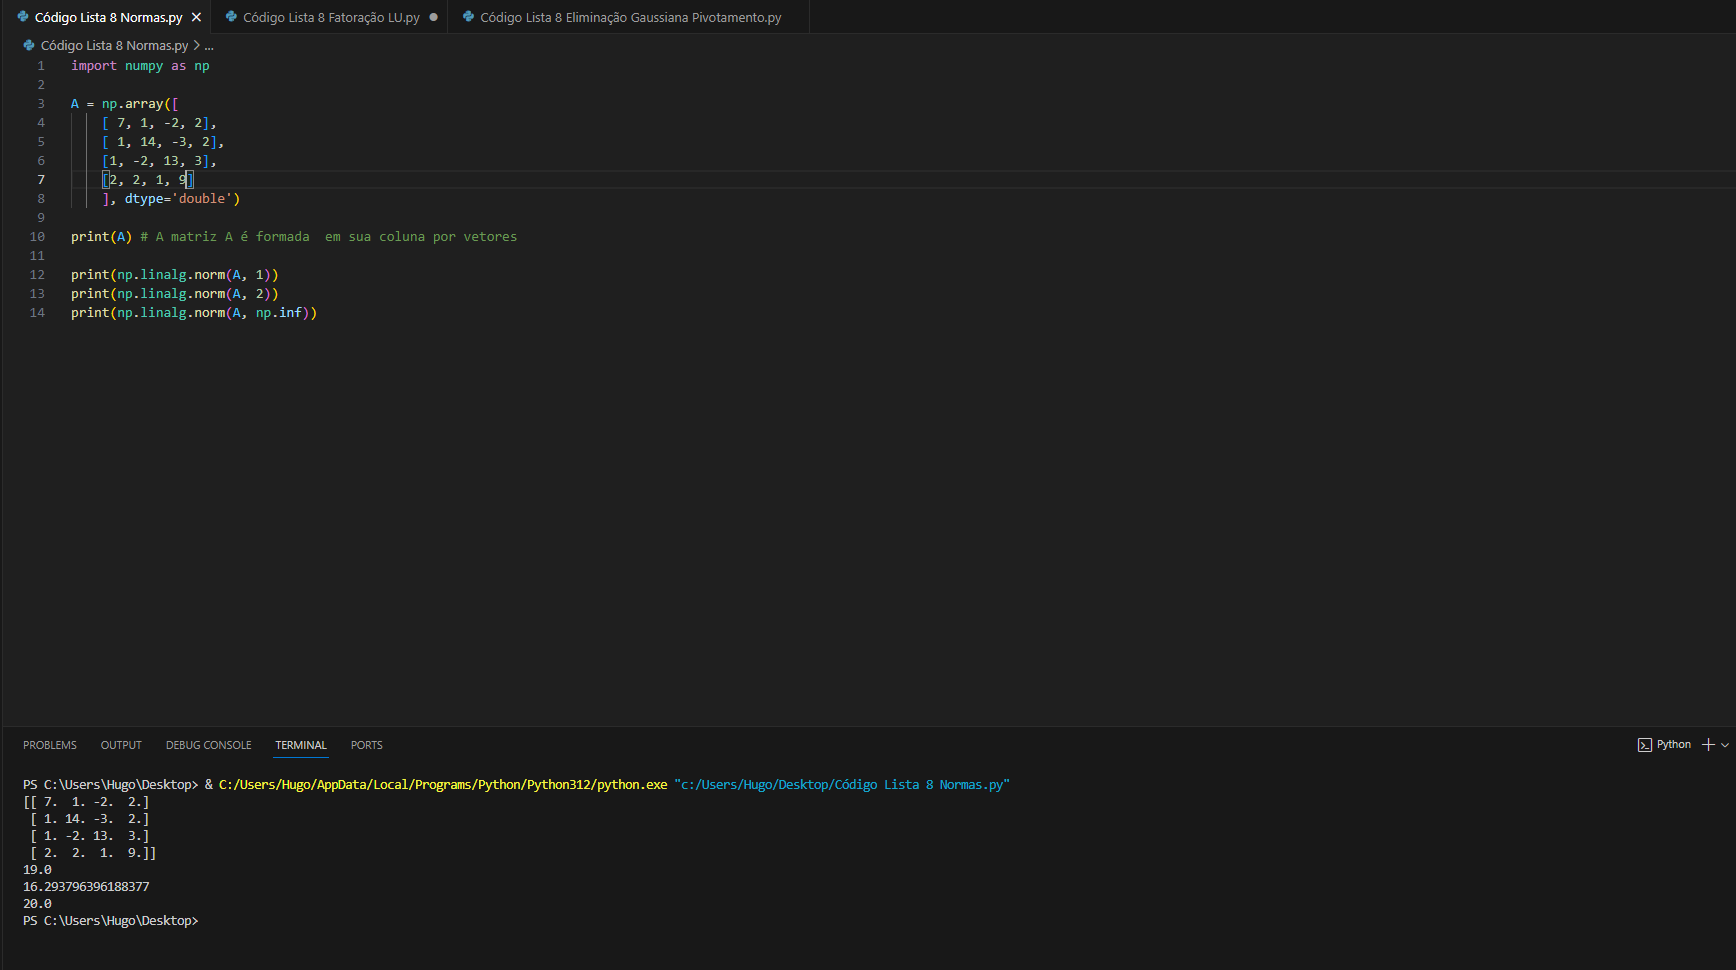 Código Lista 8 Normas.py Código Lista 8 Fatoração LU.py Código Lista 8 Eliminação Gaussiana Pivotamento.py
Código Lista 8 Normas.py > ...
1 import numpy as np
2
3 A = np.array([
4     [ 7, 1, -2, 2],
5     [ 1, 14, -3, 2],
6     [1, -2, 13, 3],
7     [2, 2, 1, 9]
8     ], dtype='double')
9
10 print(A) # A matriz A é formada  em sua coluna por vetores
11
12 print(np.linalg.norm(A, 1))
13 print(np.linalg.norm(A, 2))
14 print(np.linalg.norm(A, np.inf))
PROBLEMS OUTPUT DEBUG CONSOLE TERMINAL PORTS Python
PS C:\Users\Hugo\Desktop> & C:/Users/Hugo/AppData/Local/Programs/Python/Python312/python.exe "c:/Users/Hugo/Desktop/Código Lista 8 Normas.py"
[[ 7.  1. -2.  2.]
 [ 1. 14. -3.  2.]
 [ 1. -2. 13.  3.]
 [ 2.  2.  1.  9.]]
19.0
16.293796396188377
20.0
PS C:\Users\Hugo\Desktop>